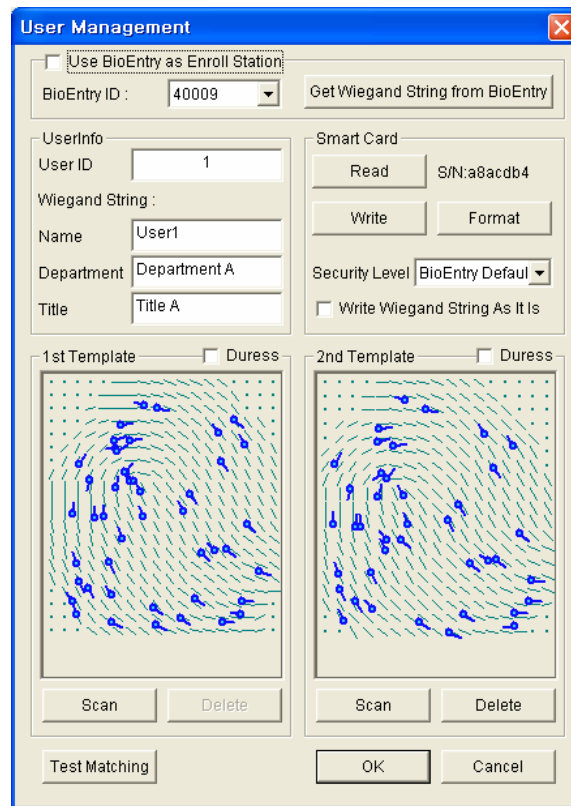 User Management
Use BioEntry as Enroll Station
BioEntry ID : 40009 Get Wiegand String from BioEntry
UserInfo
User ID 1
Wiegand String :
Name User1
Department Department A
Title Title A
Smart Card
Read S/N:a8acdb4
Write Format
Security Level BioEntry Defaul
Write Wiegand String As It Is
1st Template Duress
2nd Template Duress
Scan Delete
Scan Delete
Test Matching OK Cancel